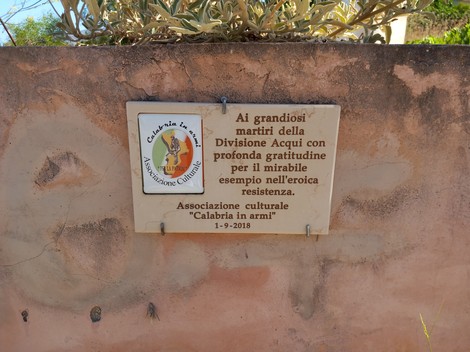 Calabria in armi
Associazione Culturale
Ai grandiosi
martiri della
Divisione Acqui con
profonda gratitudine
per il mirabile
esempio nell'eroica
resistenza.
Associazione culturale
"Calabria in armi"
1-9-2018